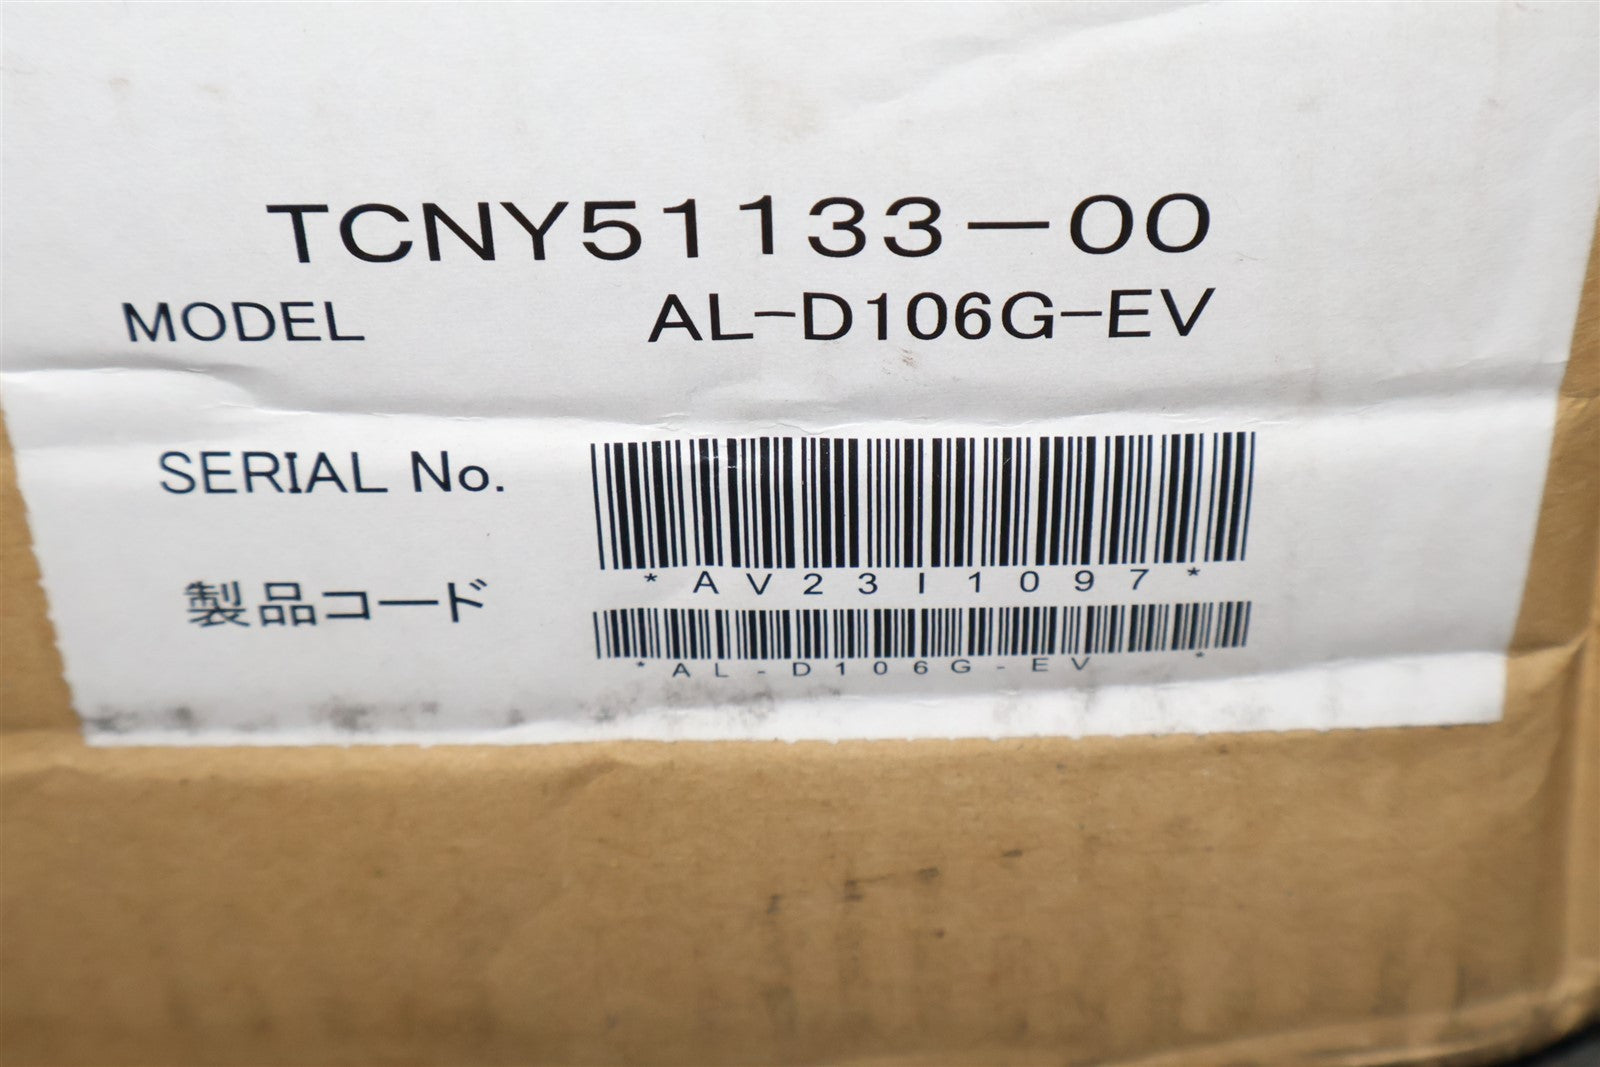 TCNY51133-00
MODEL AL-D106G-EV
SERIAL No.
*AV23I1097*
製品コード
*AL-D106G-EV *